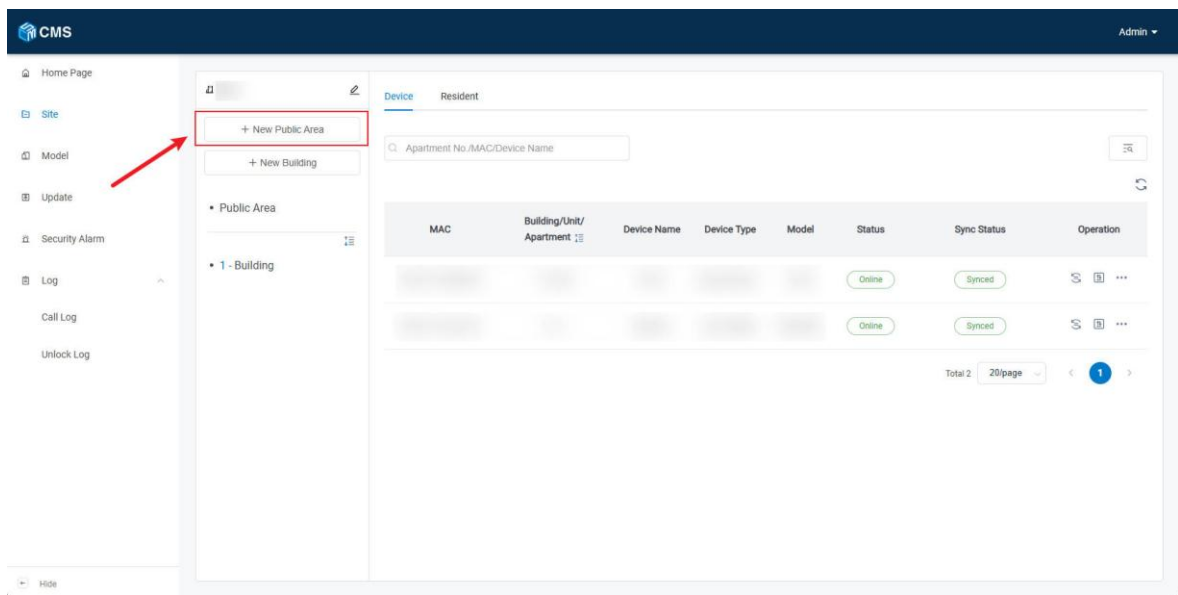 CMS
Admin
Home Page
Site
Model
Update
Security Alarm
Log
Call Log
Unlock Log
Hide
+ New Public Area
+ New Building
• Public Area
• 1 - Building
Device Resident
Apartment No./MAC/Device Name
MAC Building/Unit/Apartment Device Name Device Type Model Status Sync Status Operation
Online Synced
Online Synced
Total 2 20/page 1